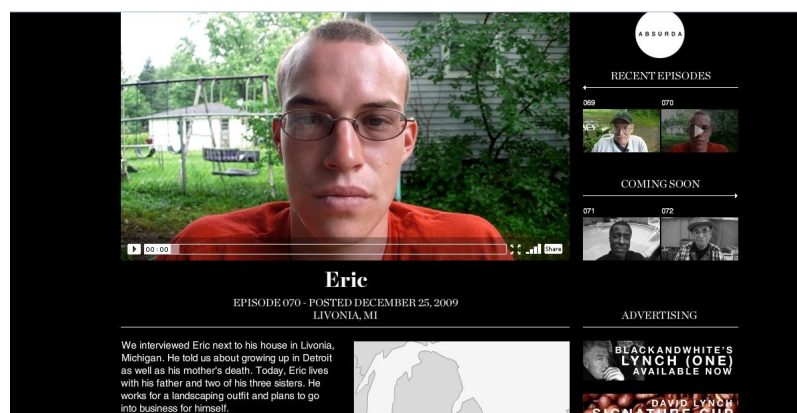 ABSURDA
RECENT EPISODES
069
070
COMING SOON
071
072
00:00
Share
Eric
EPISODE 070 - POSTED DECEMBER 25, 2009
LIVONIA, MI
We interviewed Eric next to his house in Livonia,
Michigan. He told us about growing up in Detroit
as well as his mother's death. Today, Eric lives
with his father and two of his three sisters. He
works for a landscaping outfit and plans to go
into business for himself.
ADVERTISING
BLACKANDWHITE'S
LYNCH (ONE)
AVAILABLE NOW
DAVID LYNCH
SIGNATURE CUP